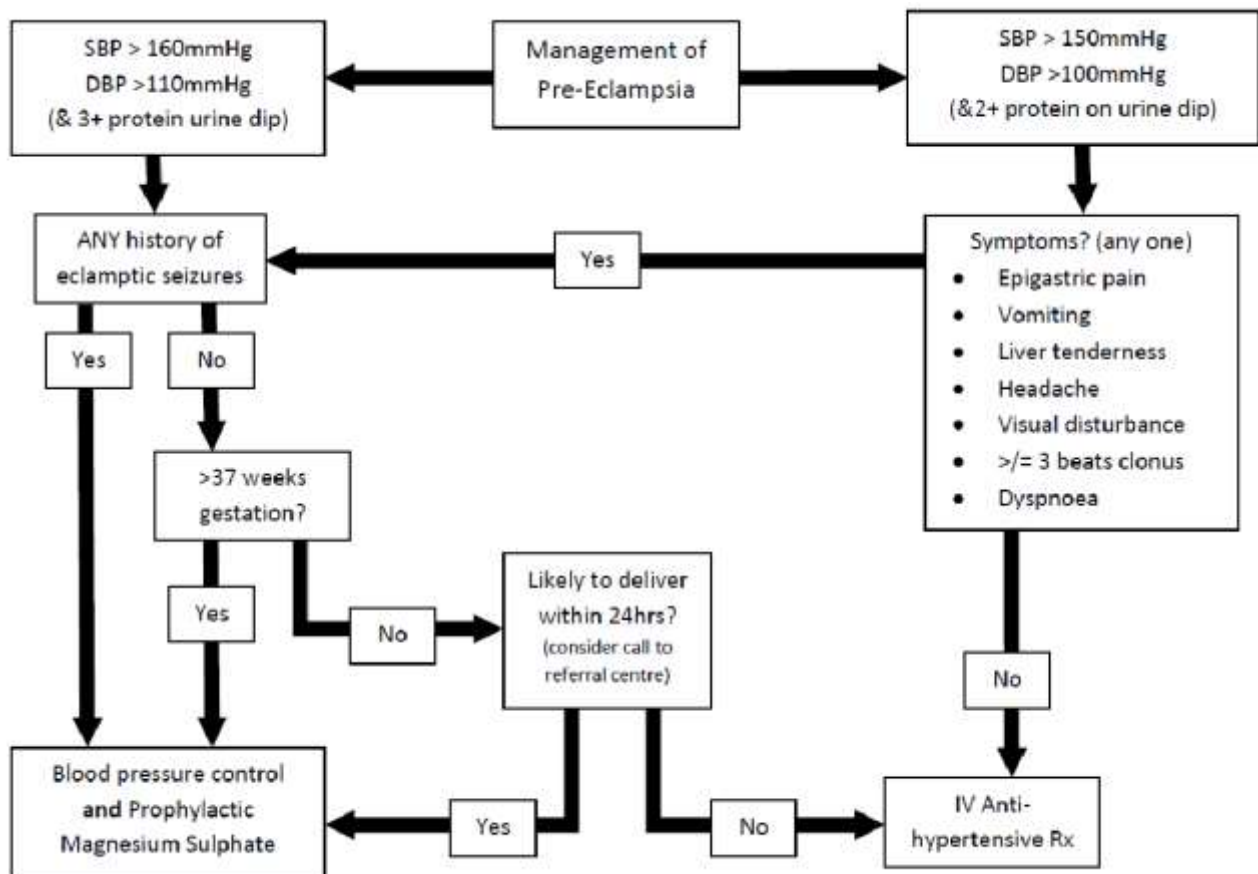 SBP > 160mmHg
DBP >110mmHg
(& 3+ protein urine dip)
Management of
Pre-Eclampsia
SBP > 150mmHg
DBP >100mmHg
(&2+ protein on urine dip)
ANY history of
eclamptic seizures
Yes
Symptoms? (any one)
• Epigastric pain
• Vomiting
• Liver tenderness
• Headache
• Visual disturbance
• >/= 3 beats clonus
• Dyspnoea
Yes
No
>37 weeks
gestation?
Yes
No
Likely to deliver
within 24hrs?
(consider call to
referral centre)
No
Blood pressure control
and Prophylactic
Magnesium Sulphate
Yes
No
IV Anti-
hypertensive Rx